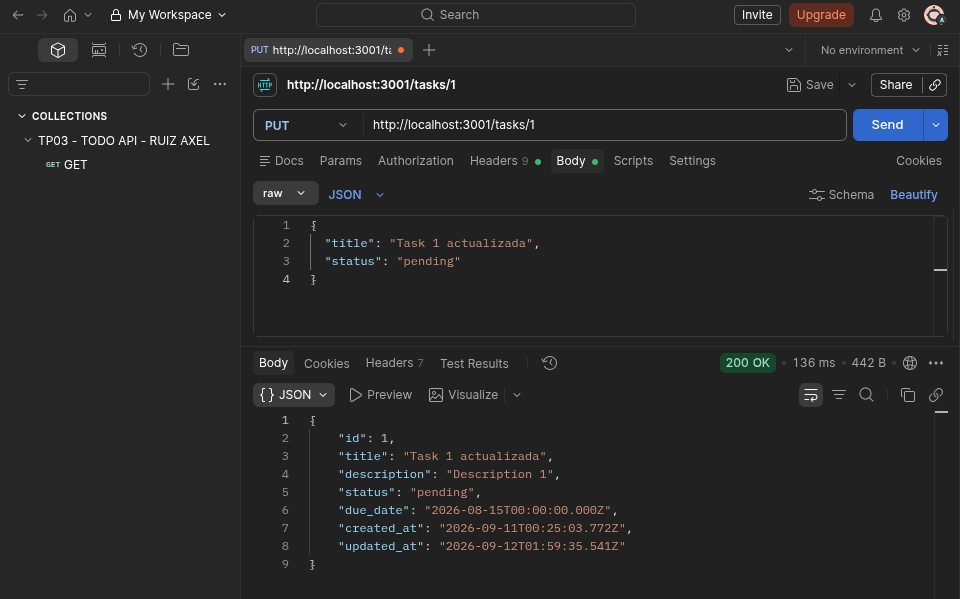 My Workspace
Search
Invite
Upgrade
PUT http://localhost:3001/ta
No environment
HTTP http://localhost:3001/tasks/1
Save
Share
COLLECTIONS
TP03 - TODO API - RUIZ AXEL
GET GET
PUT
http://localhost:3001/tasks/1
Send
Docs Params Authorization Headers 9 Body Scripts Settings Cookies
raw JSON Schema Beautify
1 {
2 "title": "Task 1 actualizada",
3 "status": "pending"
4 }
Body Cookies Headers 7 Test Results 200 OK • 136 ms • 442 B •
{} JSON Preview Visualize
1 {
2 "id": 1,
3 "title": "Task 1 actualizada",
4 "description": "Description 1",
5 "status": "pending",
6 "due_date": "2026-08-15T00:00:00.000Z",
7 "created_at": "2026-09-11T00:25:03.772Z",
8 "updated_at": "2026-09-12T01:59:35.541Z"
9 }